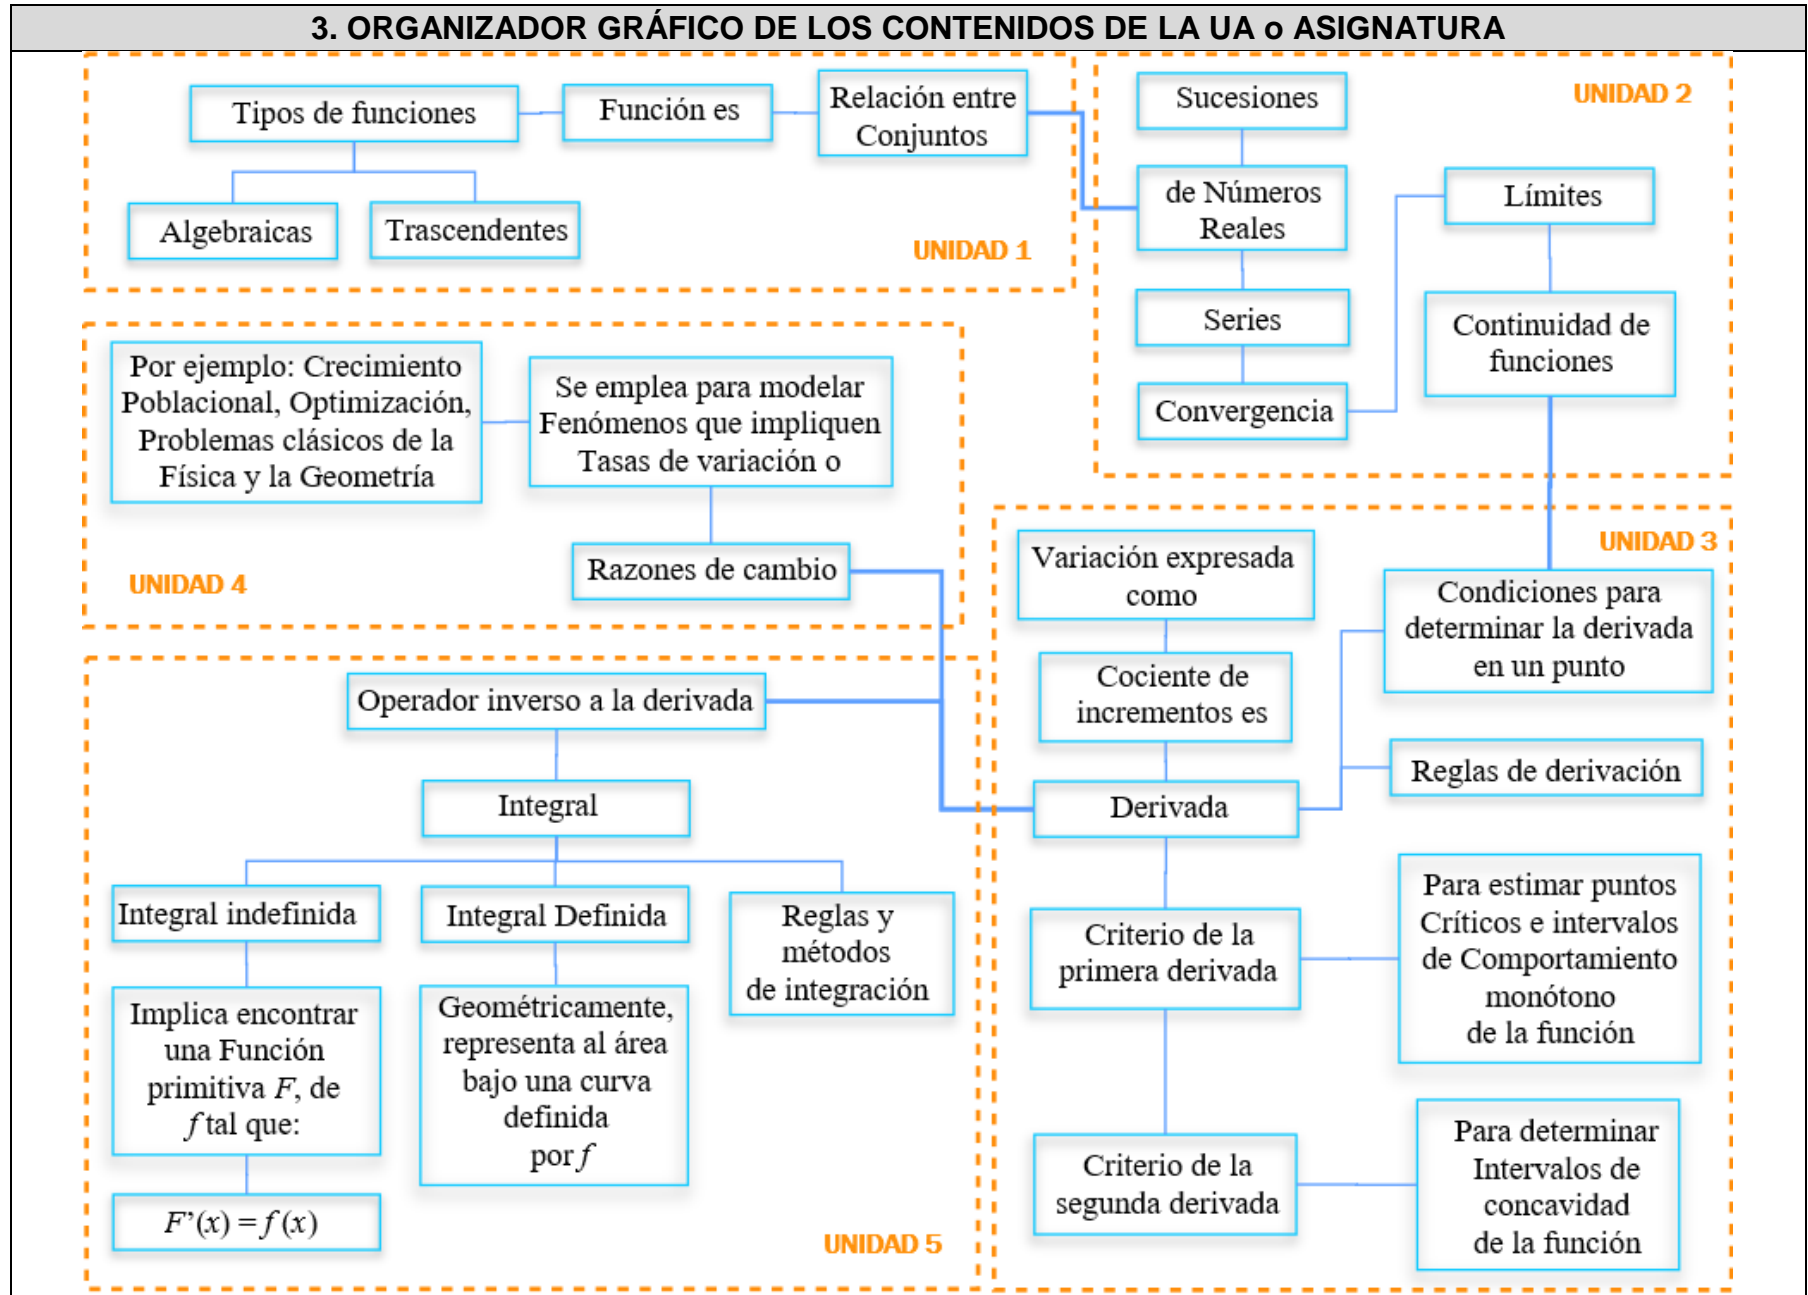 3. ORGANIZADOR GRÁFICO DE LOS CONTENIDOS DE LA UA o ASIGNATURA
Tipos de funciones
Función es
Relación entre
Conjuntos
Algebraicas
Trascendentes
UNIDAD 1
Sucesiones
UNIDAD 2
de Números
Reales
Series
Convergencia
Límites
Continuidad de
funciones
Por ejemplo: Crecimiento
Poblacional, Optimización,
Problemas clásicos de la
Física y la Geometría
Se emplea para modelar
Fenómenos que impliquen
Tasas de variación o
Razones de cambio
UNIDAD 4
UNIDAD 3
Variación expresada
como
Cociente de
incrementos es
Derivada
Condiciones para
determinar la derivada
en un punto
Reglas de derivación
Criterio de la
primera derivada
Para estimar puntos
Críticos e intervalos
de Comportamiento
monótono
de la función
Criterio de la
segunda derivada
Para determinar
Intervalos de
concavidad
de la función
Operador inverso a la derivada
Integral
Integral indefinida
Integral Definida
Reglas y
métodos
de integración
Implica encontrar
una Función
primitiva F, de
f tal que:
F’(x) = f (x)
Geométricamente,
representa al área
bajo una curva
definida
por f
UNIDAD 5